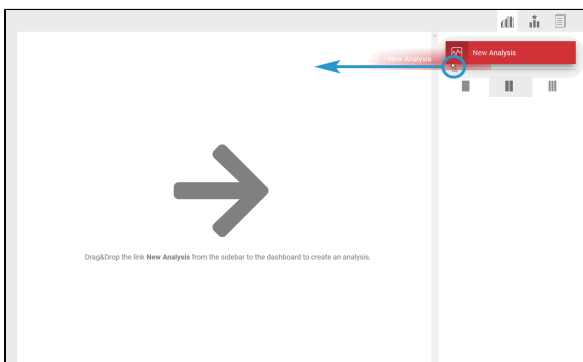 New Analysis
New Analysis
Drag&Drop the link New Analysis from the sidebar to the dashboard to create an analysis.